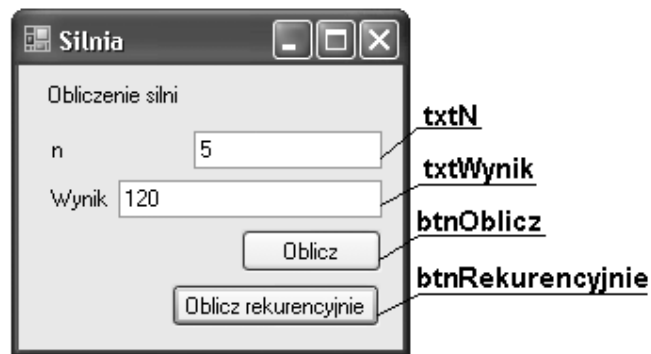 Silnia
Obliczenie silni
txtN
n 5
txtWynik
Wynik 120
btnOblicz
Oblicz
btnRekurencyjnie
Oblicz rekurencyjnie